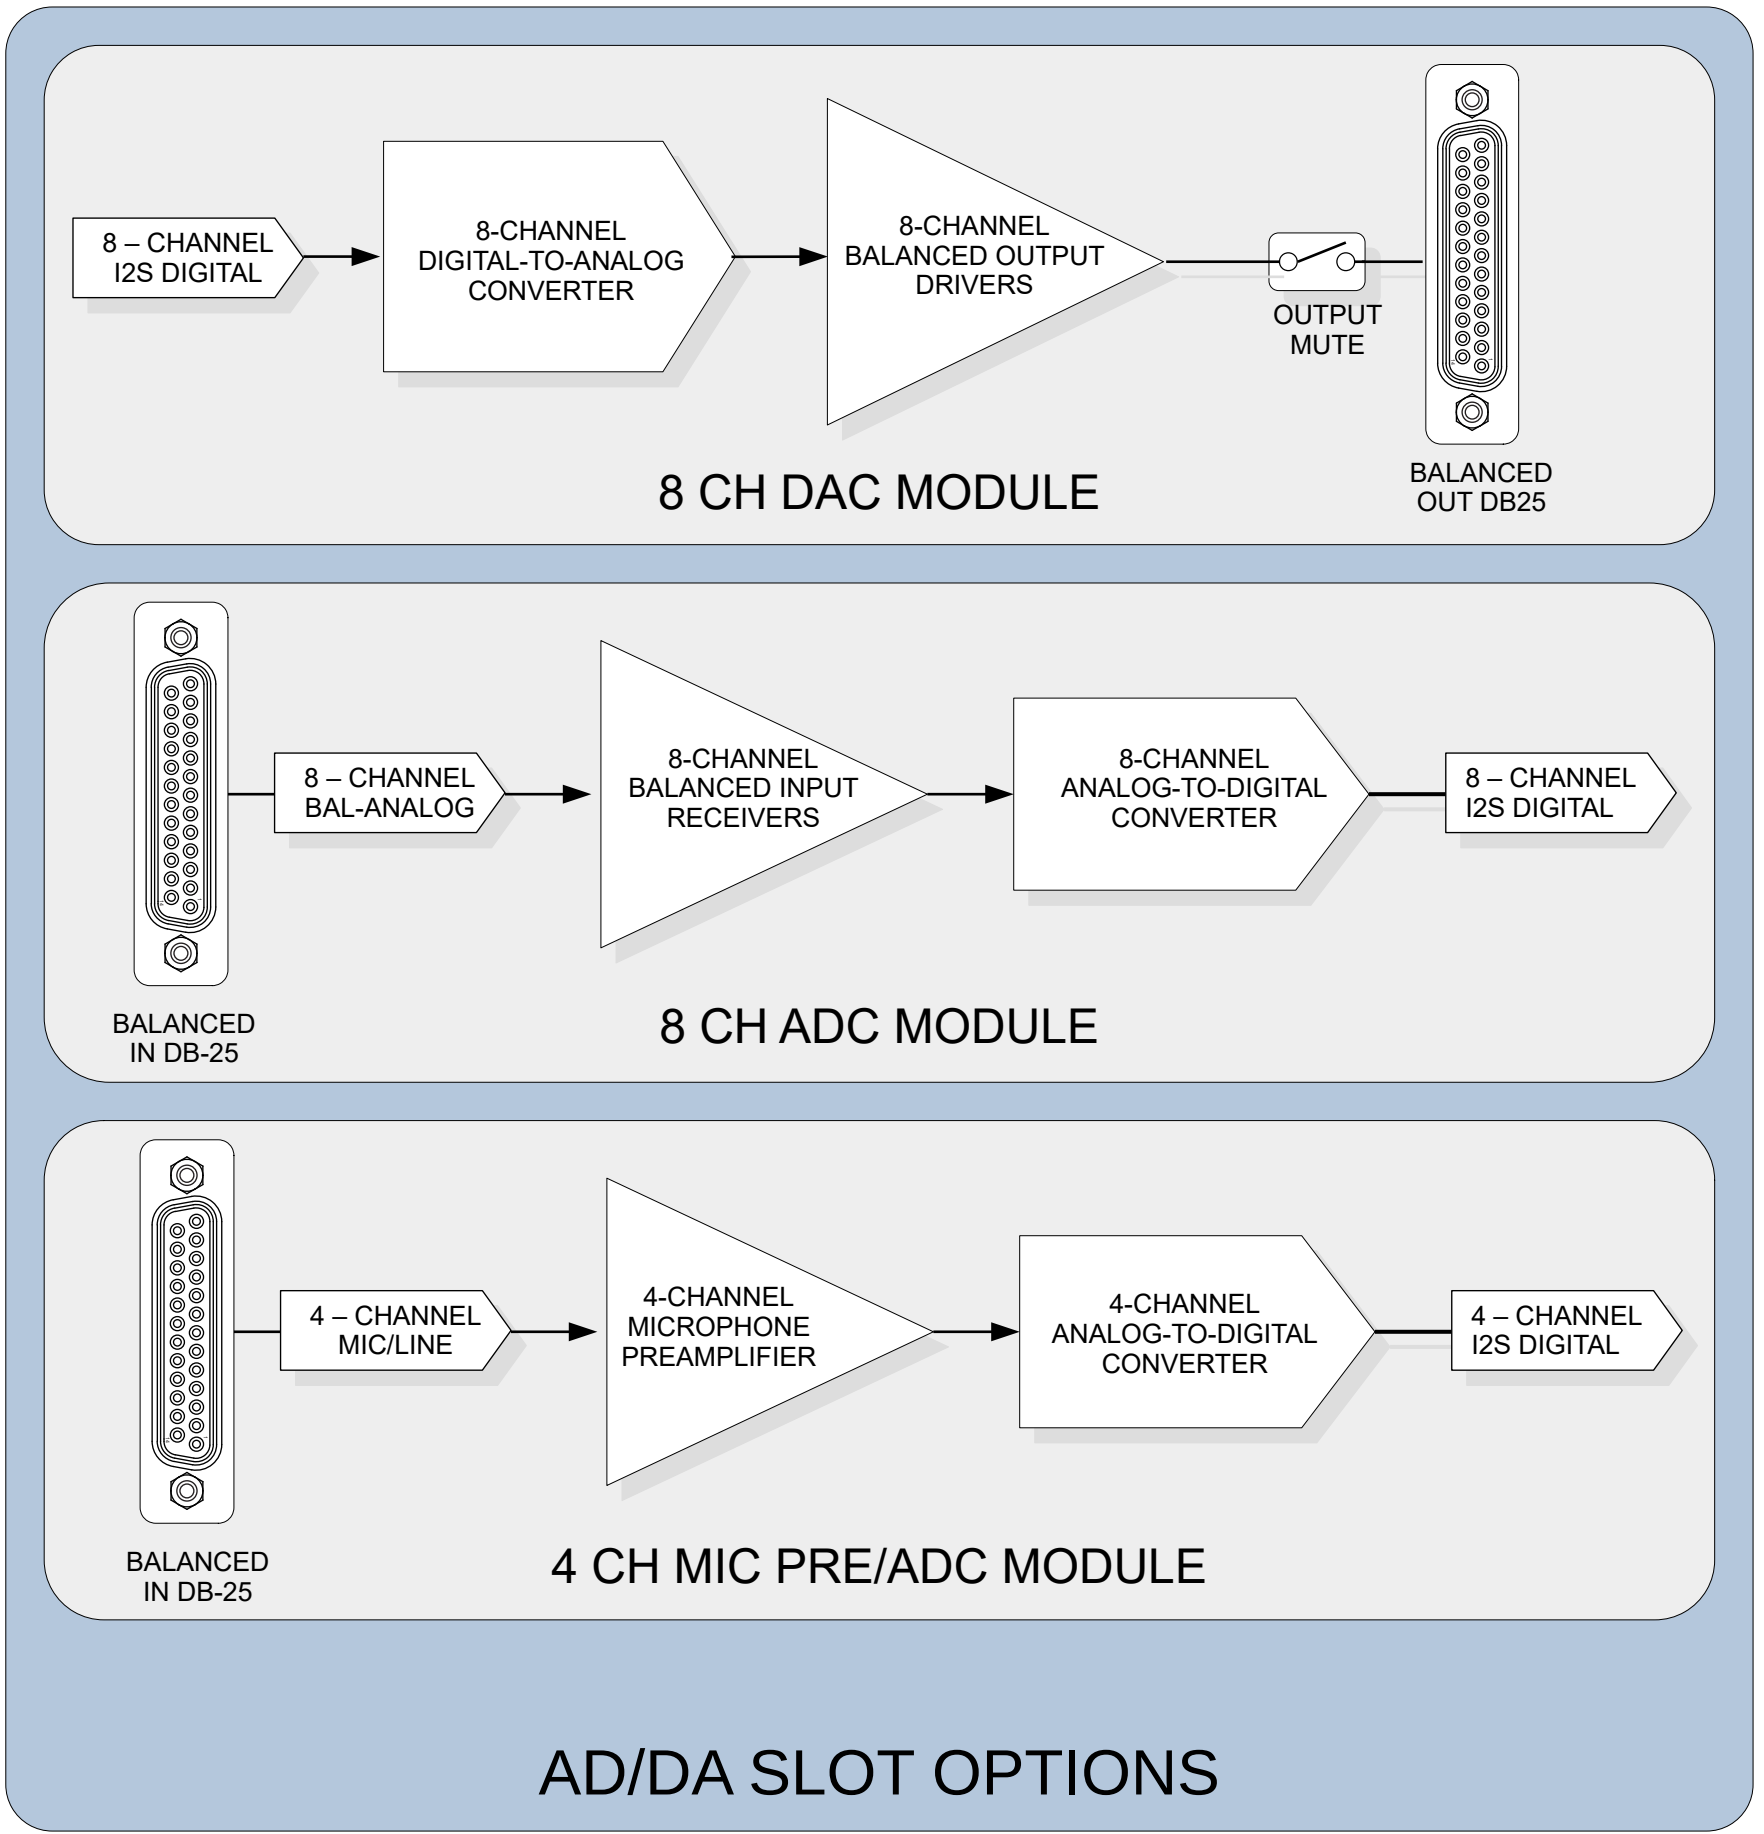 8 – CHANNEL
I2S DIGITAL
8-CHANNEL
DIGITAL-TO-ANALOG
CONVERTER
8-CHANNEL
BALANCED OUTPUT
DRIVERS
OUTPUT
MUTE
BALANCED
OUT DB25
8 CH DAC MODULE
8 – CHANNEL
BAL-ANALOG
8-CHANNEL
BALANCED INPUT
RECEIVERS
8-CHANNEL
ANALOG-TO-DIGITAL
CONVERTER
8 – CHANNEL
I2S DIGITAL
BALANCED
IN DB-25
8 CH ADC MODULE
4 – CHANNEL
MIC/LINE
4-CHANNEL
MICROPHONE
PREAMPLIFIER
4-CHANNEL
ANALOG-TO-DIGITAL
CONVERTER
4 – CHANNEL
I2S DIGITAL
BALANCED
IN DB-25
4 CH MIC PRE/ADC MODULE
AD/DA SLOT OPTIONS